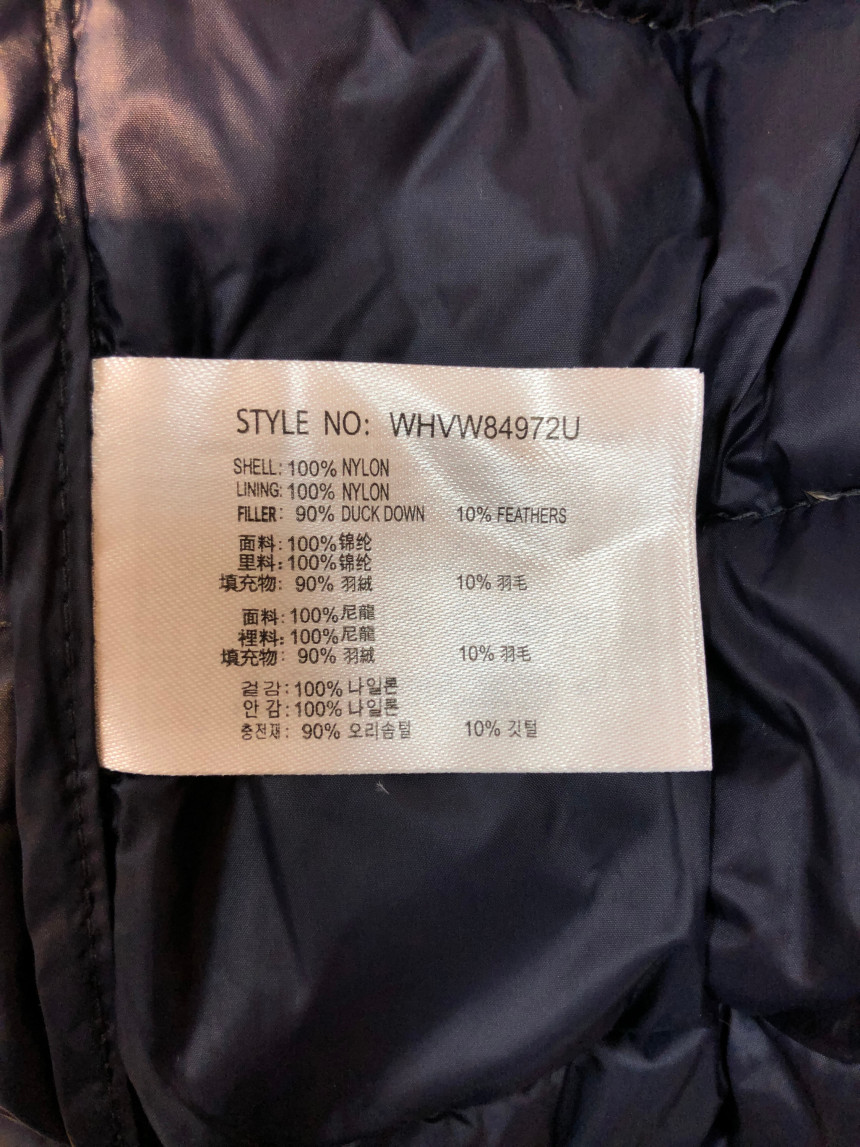 STYLE NO: WHVW84972U
SHELL: 100% NYLON
LINING: 100% NYLON
FILLER: 90% DUCK DOWN 10% FEATHERS
面料:100%锦纶
里料:100%锦纶
填充物: 90% 羽絨 10% 羽毛
面料:100%尼龍
裡料:100%尼龍
填充物: 90% 羽絨 10% 羽毛
겉감:100% 나일론
안감:100% 나일론
충전재: 90% 오리솜털 10% 깃털